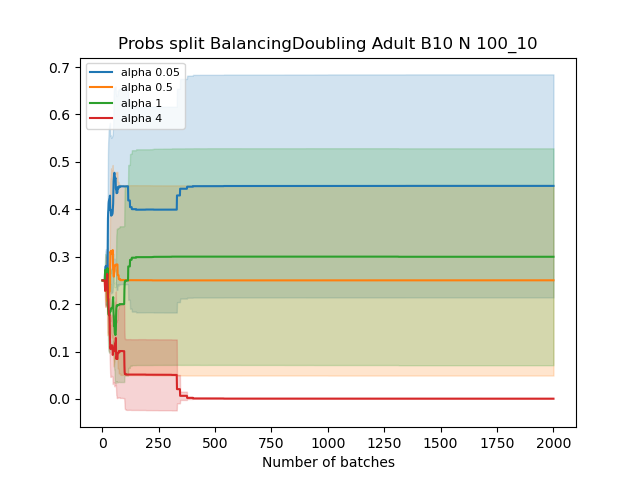 Probs split BalancingDoubling Adult B10 N 100_10
alpha 0.05
alpha 0.5
alpha 1
alpha 4
0.7
0.6
0.5
0.4
0.3
0.2
0.1
0.0
0 250 500 750 1000 1250 1500 1750 2000
Number of batches